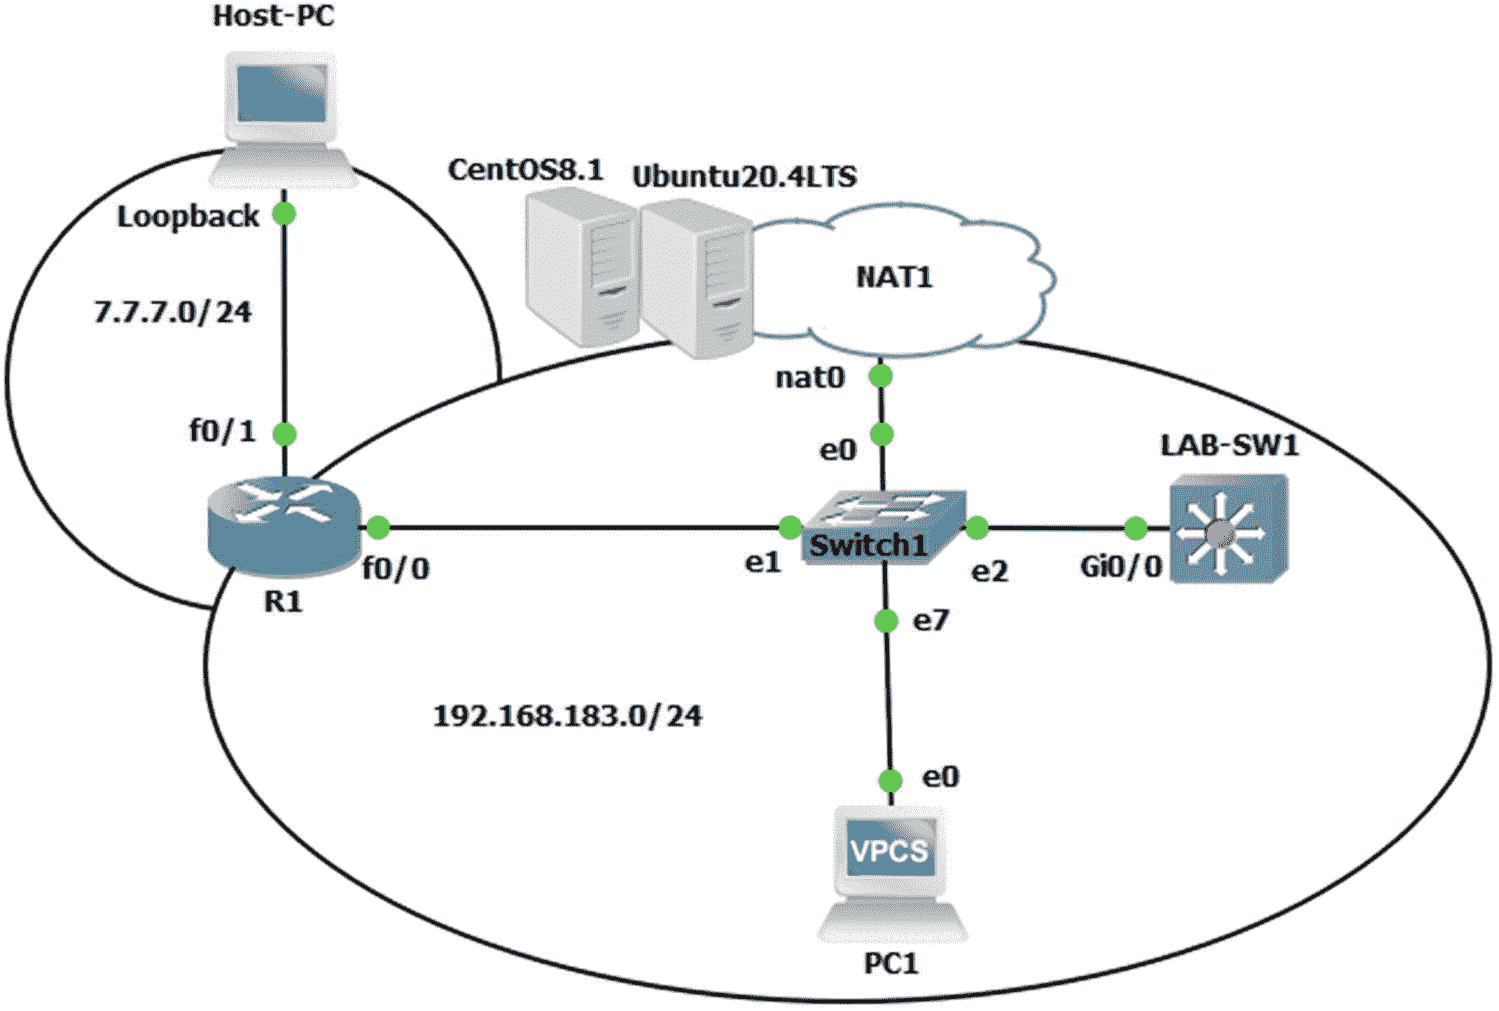 Host-PC
CentOS8.1
Ubuntu20.4LTS
Loopback
NAT1
7.7.7.0/24
nat0
f0/1
e0
LAB-SW1
Switch1
f0/0
e1
e2
Gi0/0
R1
e7
192.168.183.0/24
e0
VPCS
PC1